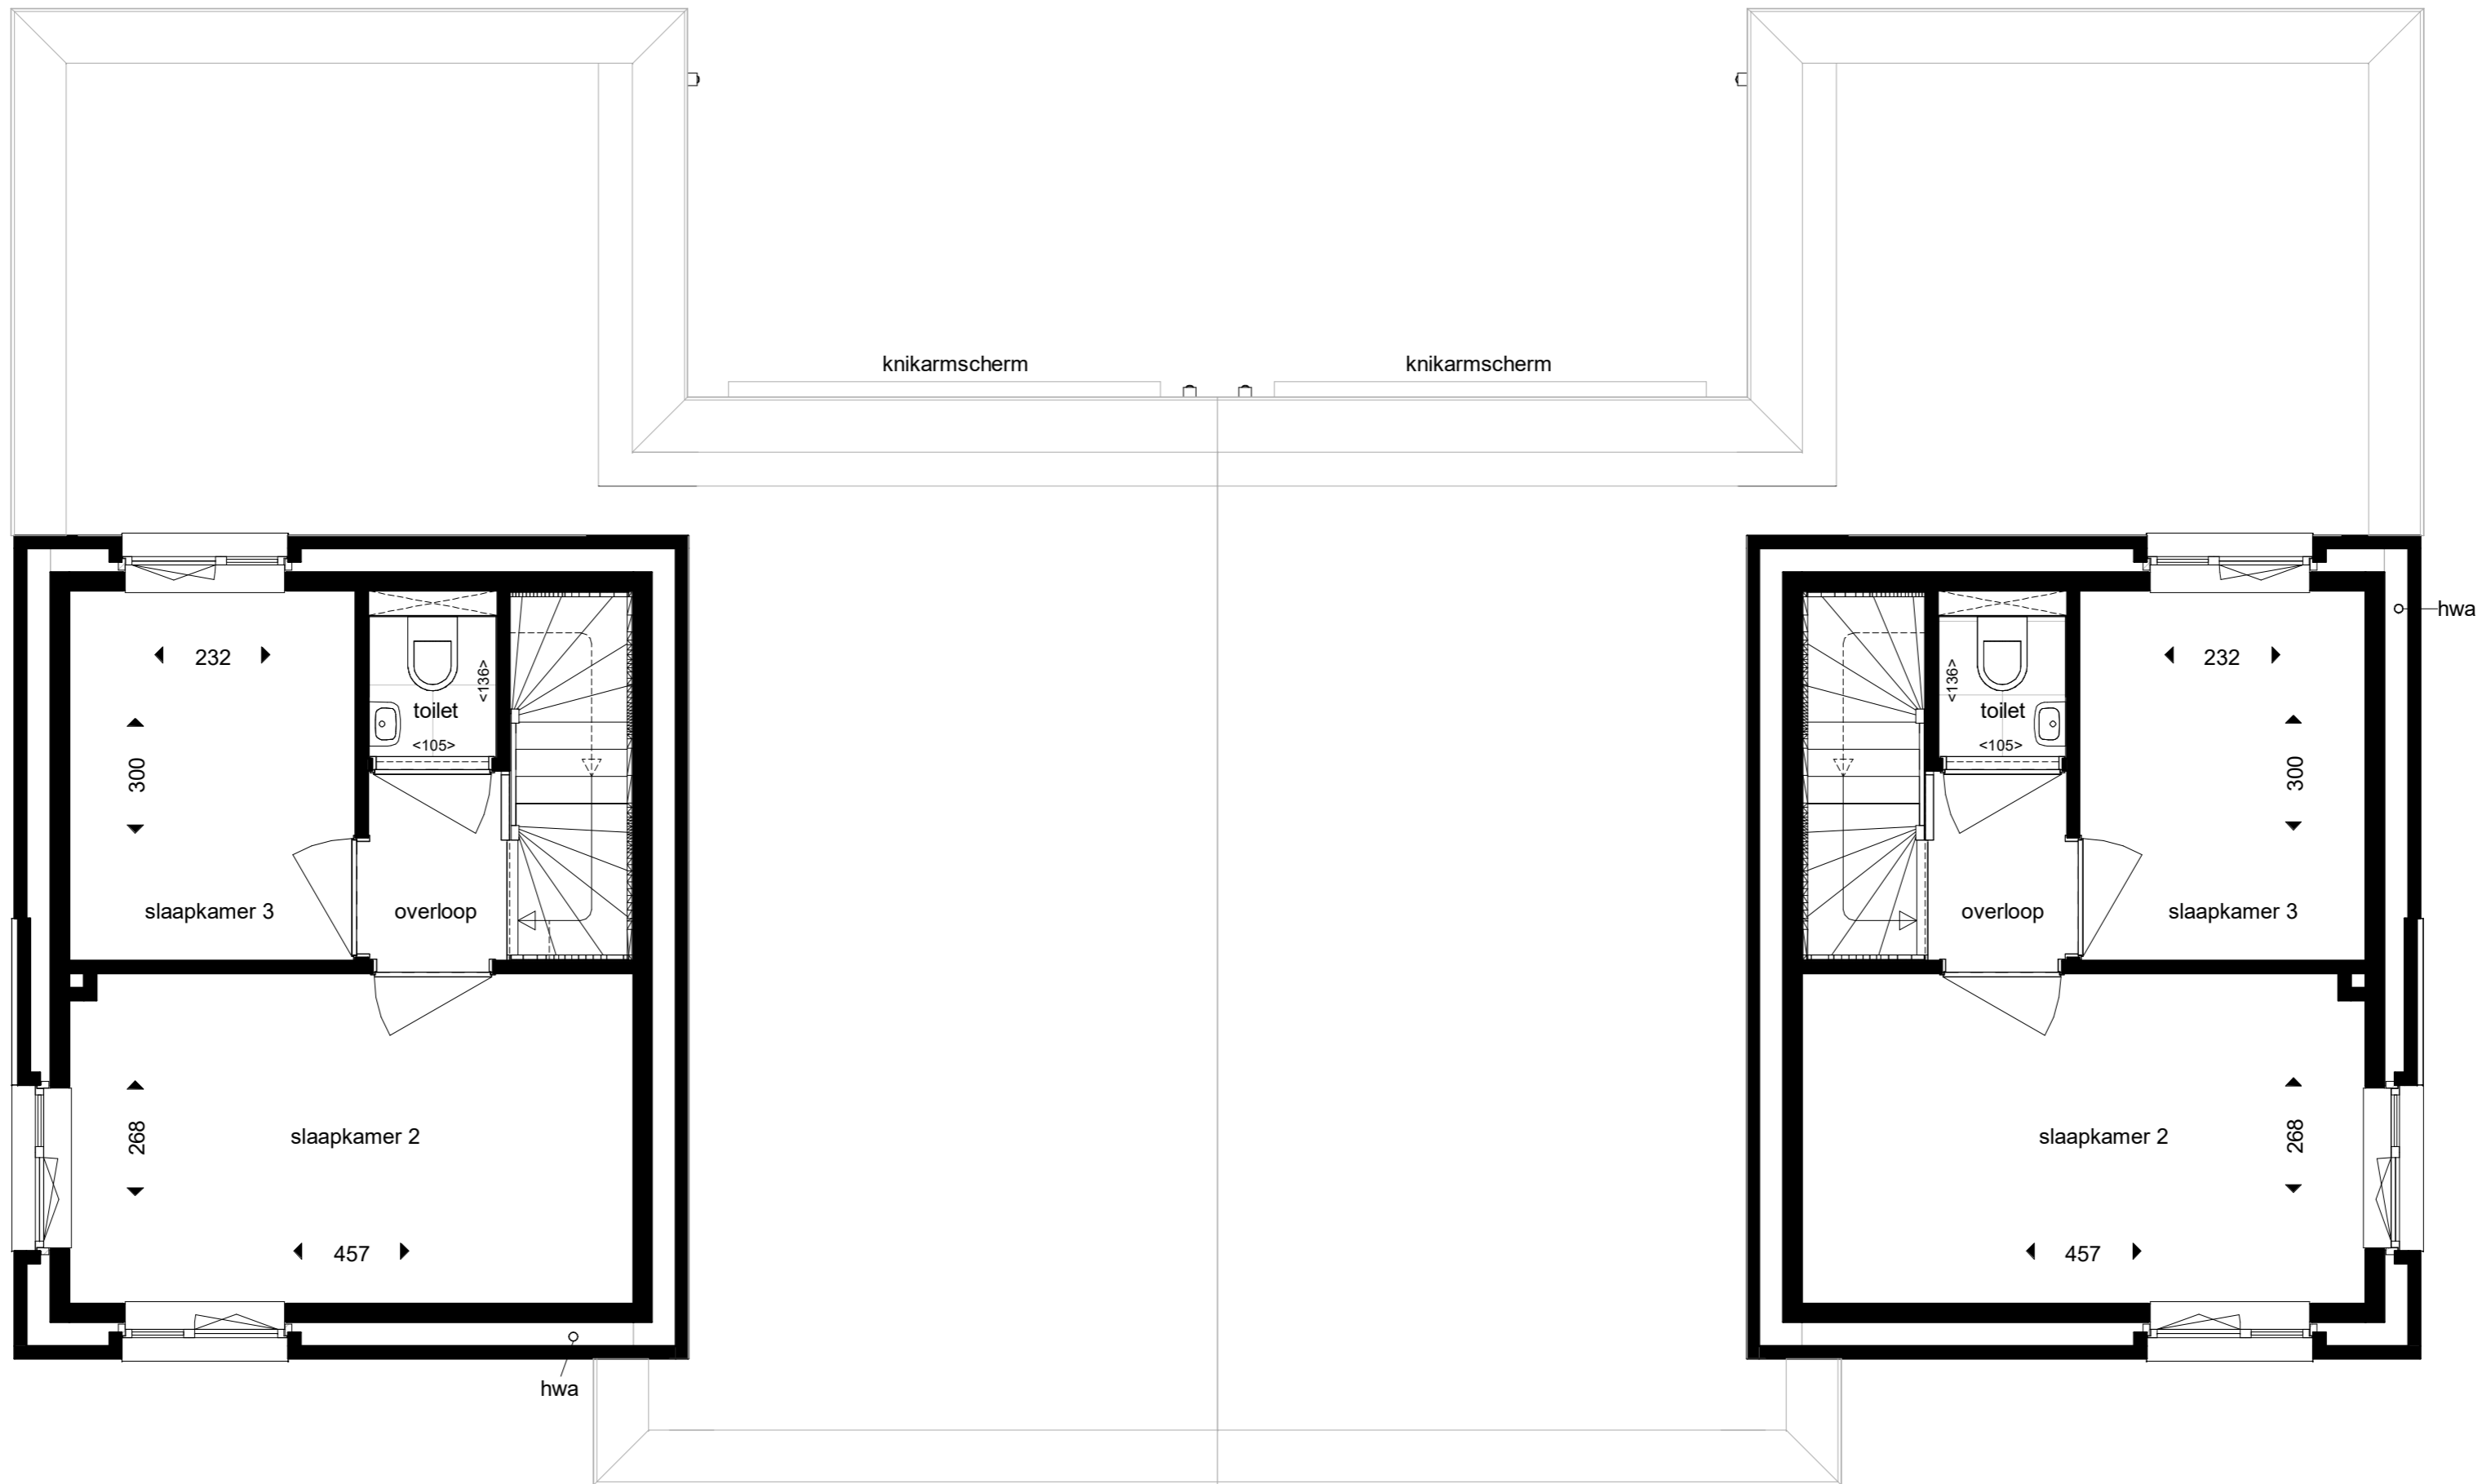 knikarmscherm
knikarmscherm
232
<136>
toilet
<105>
300
slaapkamer 3
overloop
268
slaapkamer 2
457
hwa
hwa
<136>
232
toilet
<105>
300
overloop
slaapkamer 3
slaapkamer 2
268
457